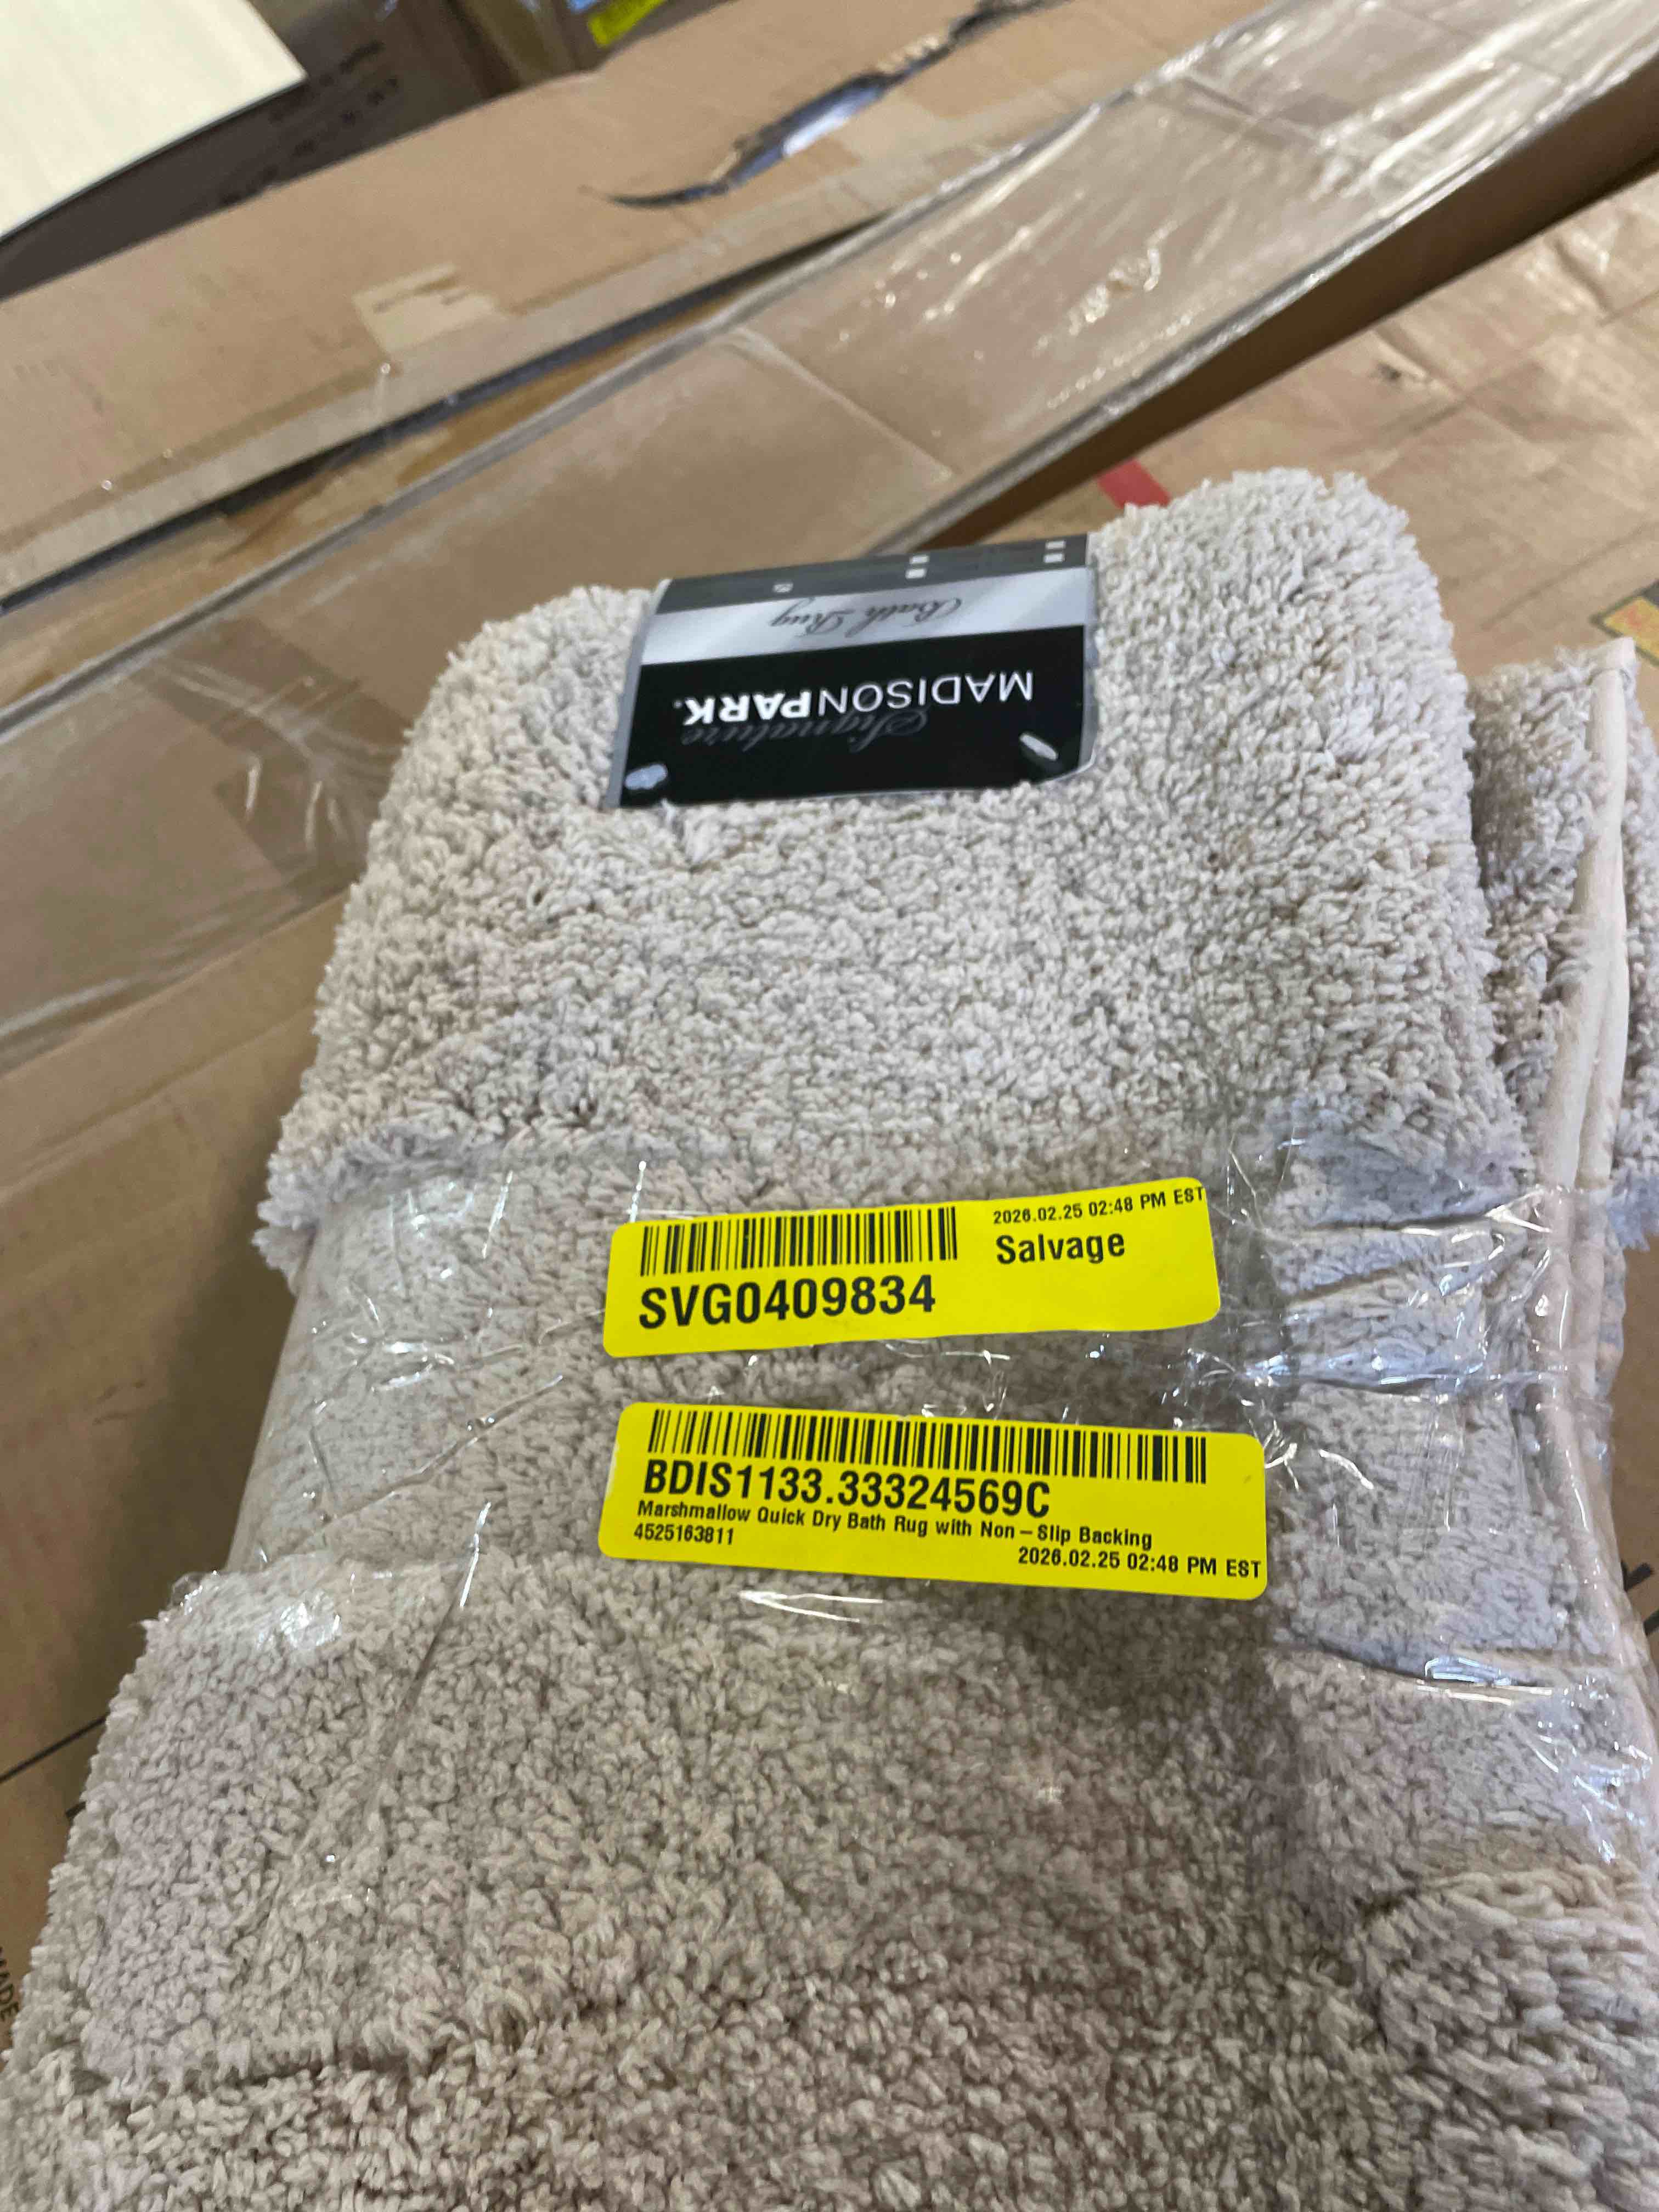 Bath Rug
MADISONPARK.
Signature
2026.02.25 02:48 PM EST
Salvage
SVG0409834
BDIS1133.33324569C
Marshmallow Quick Dry Bath Rug with Non-Slip Backing
4525163811
2026.02.25 02:48 PM EST
MADE